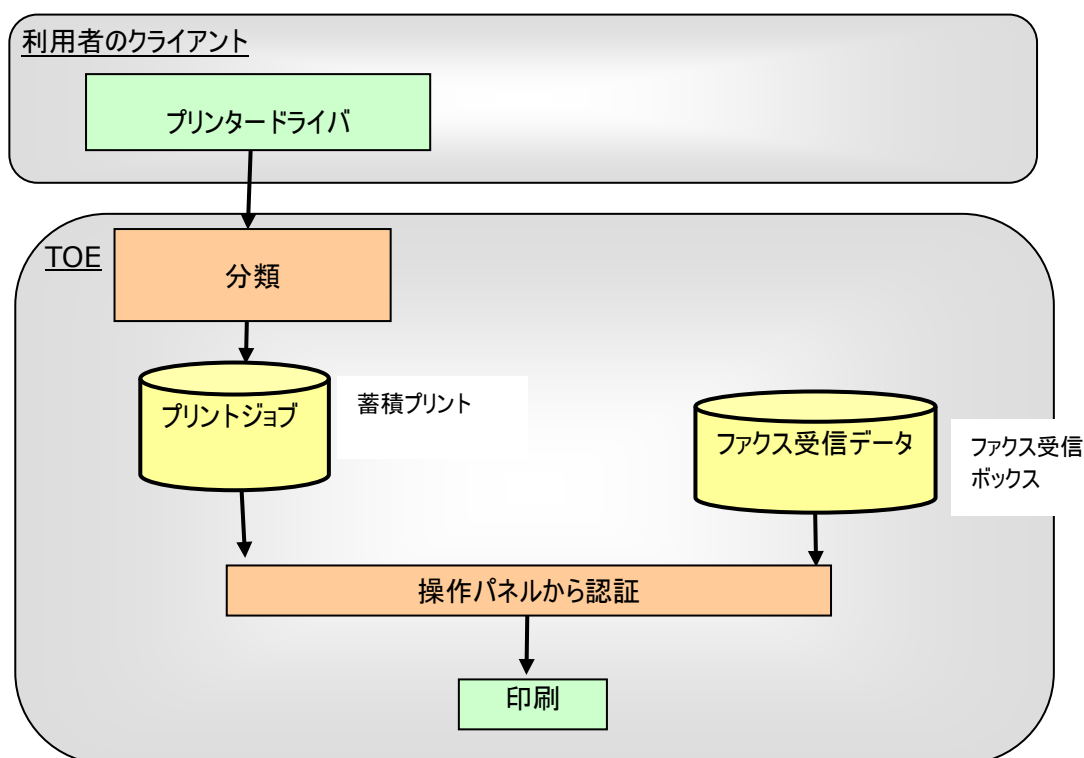 利用者のクライアント
プリンタードライバ
TOE
分類
プリントジョブ
蓄積プリント
ファクス受信データ
ファクス受信
ボックス
操作パネルから認証
印刷